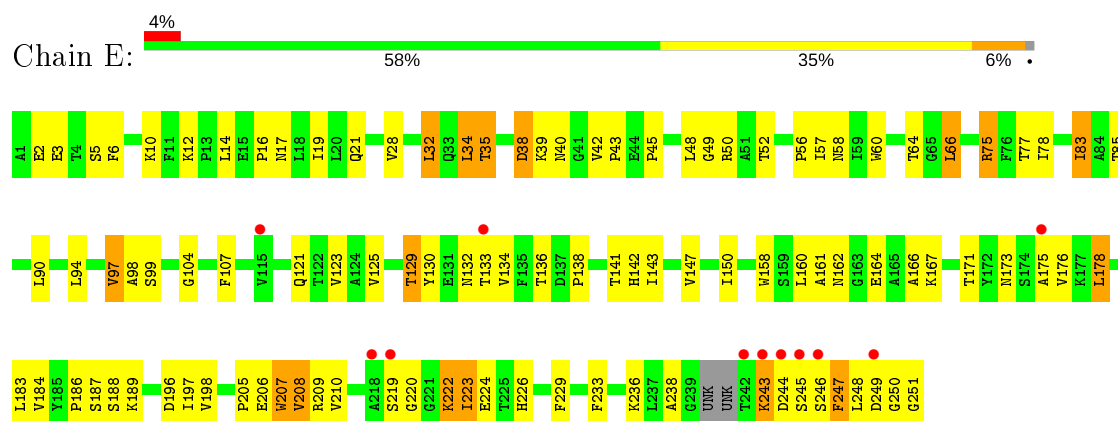 4%
Chain E:
58% 35% 6% •
A1 E2 E3 T4 S5 F6 K10 F11 K12 P13 L14 E15 P16 N17 L18 I19 L20 Q21 V28 L32 Q33 L34 T35 D38 K39 N40 G41 V42 P43 E44 P45 L48 G49 R50 A51 T52 P56 I57 N58 I59 W60 T64 G65 L66 R75 F76 T77 I78 I83 A84 T85
L90 L94 V97 A98 S99 G104 F107 V115 Q121 T122 V123 A124 V125 T129 Y130 E131 N132 T133 V134 F135 T136 D137 P138 T141 H142 I143 V147 I150 W158 S159 L160 A161 N162 G163 E164 A165 A166 K167 T171 Y172 N173 S174 A175 V176 K177 L178
L183 V184 Y185 P186 S187 S188 K189 D196 I197 V198 P205 E206 W207 V208 R209 V210 A218 S219 G220 G221 K222 I223 E224 T225 H226 F229 F233 K236 L237 A238 G239 UNK UNK T242 K243 D244 S245 S246 F247 L248 D249 G250 G251